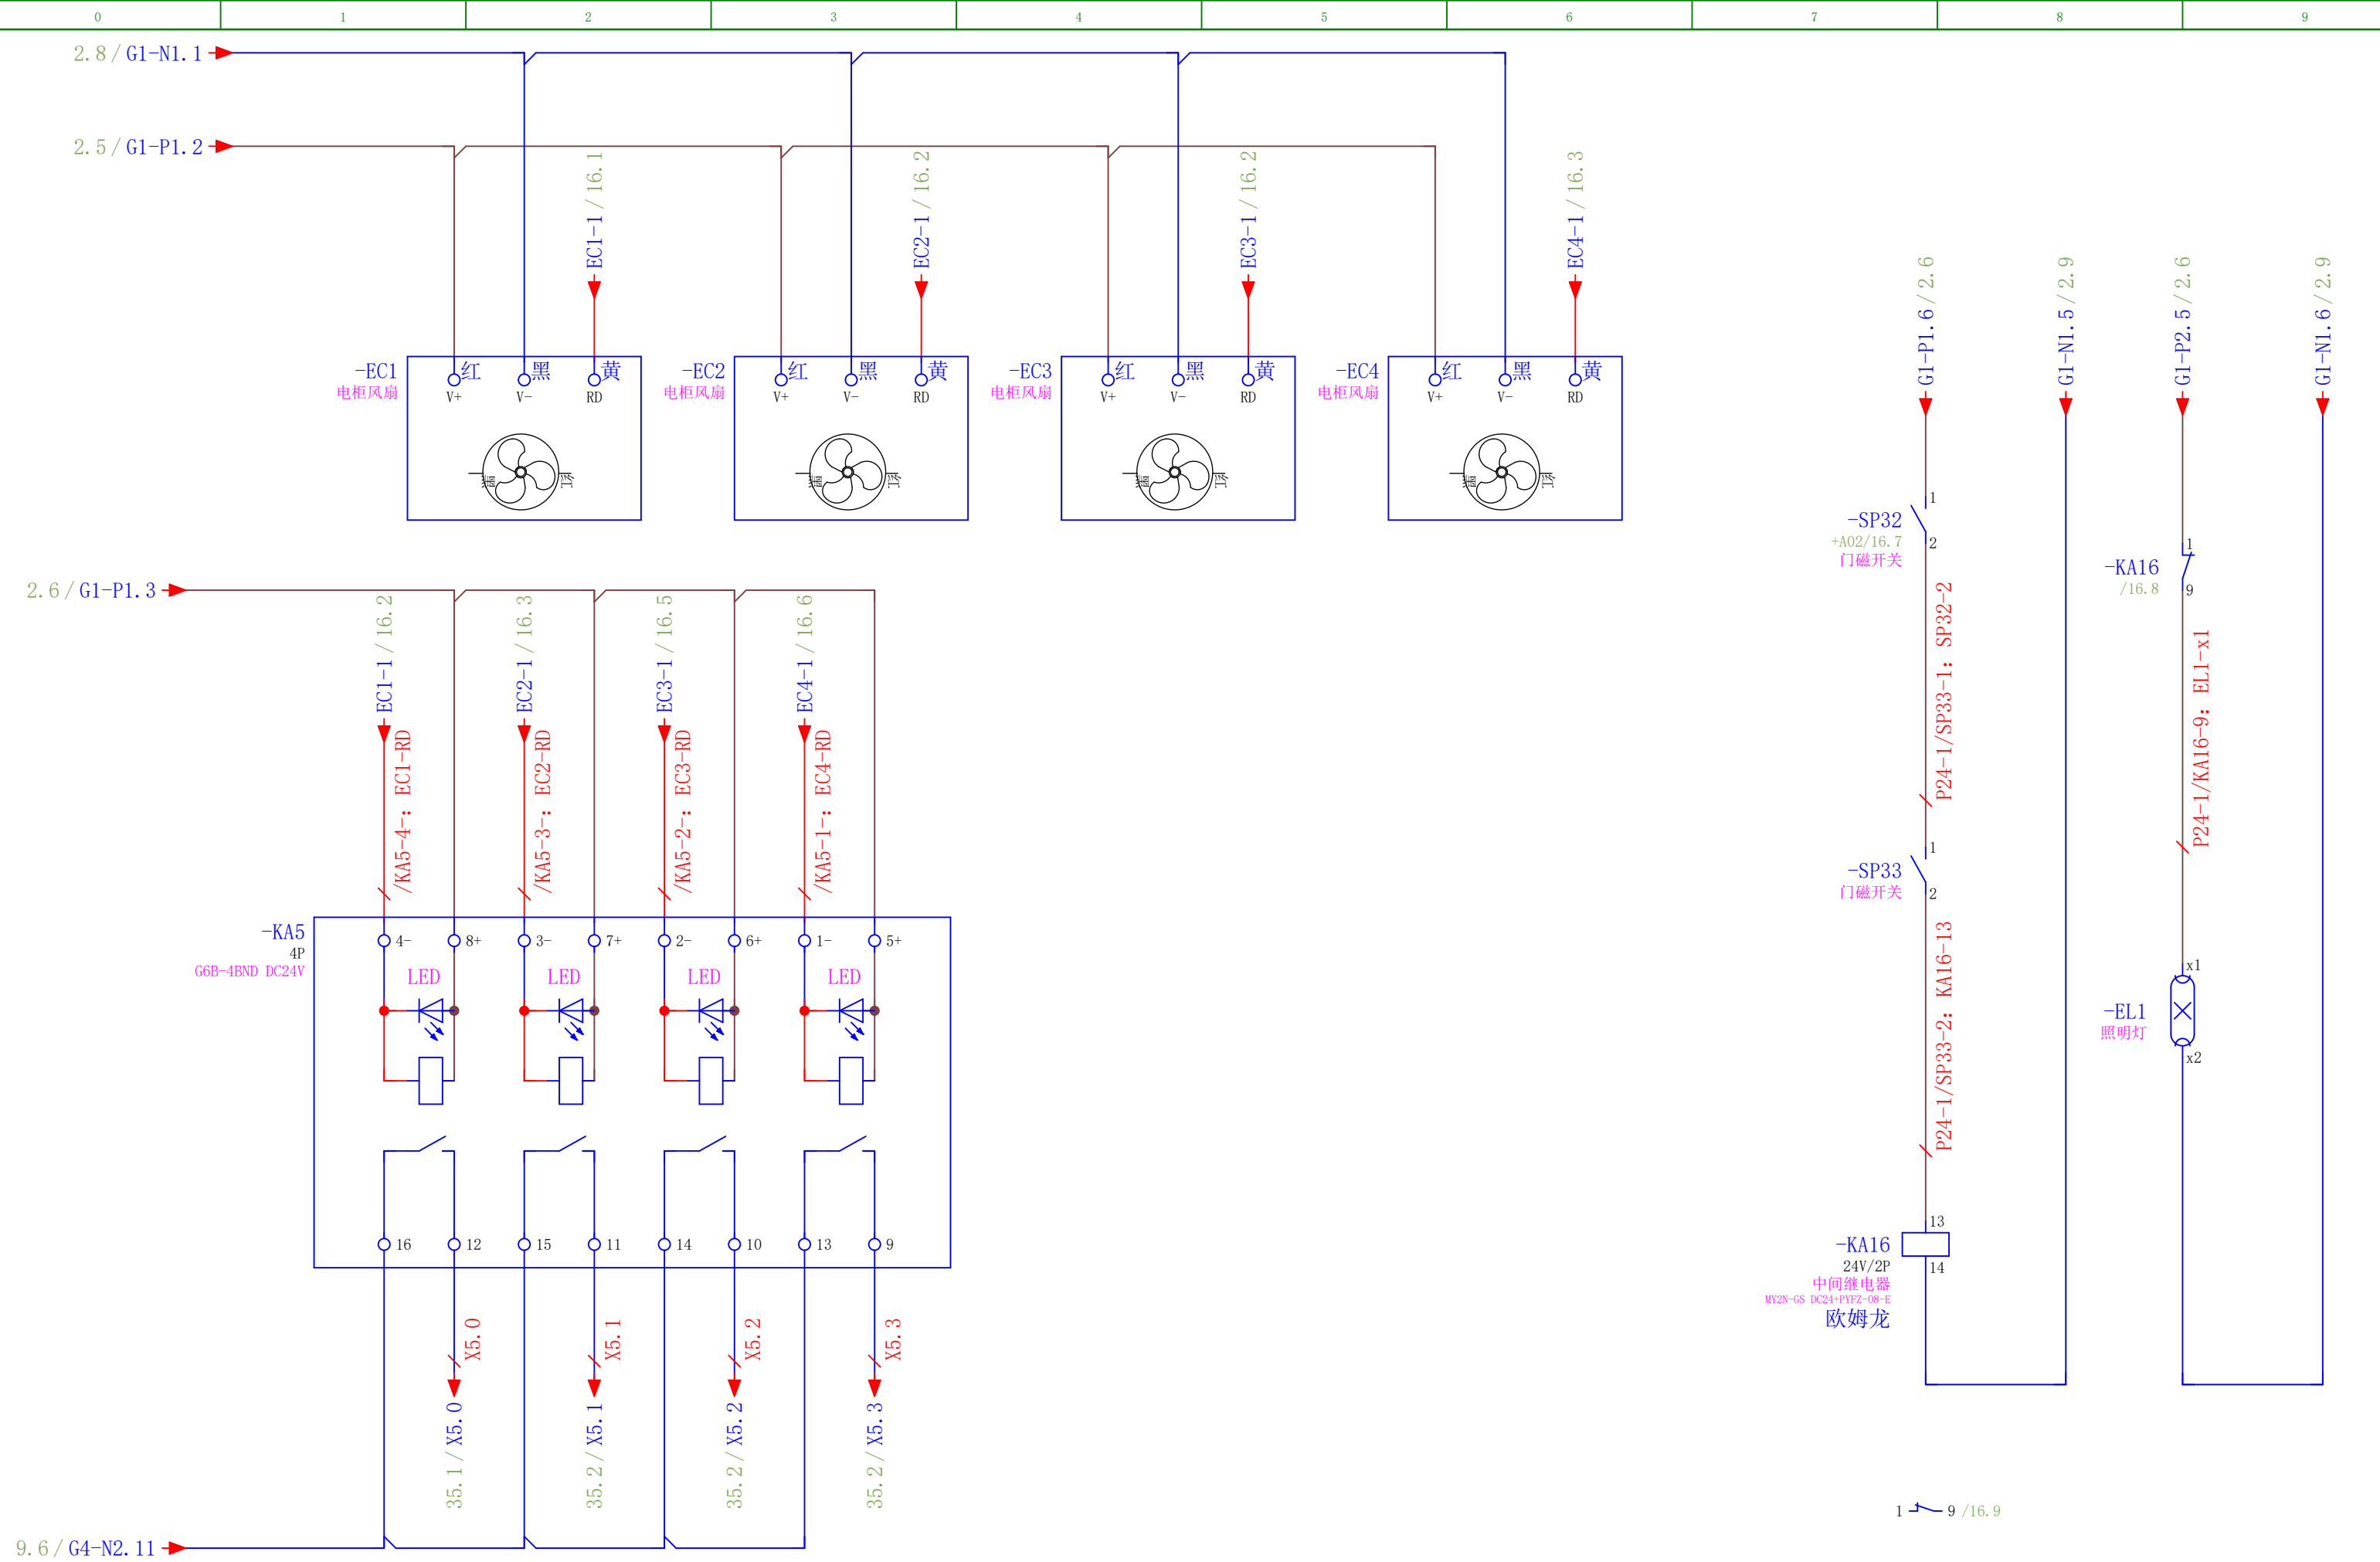 0 1 2 3 4 5 6 7 8 9
2.8/G1-N1.1
2.5/G1-P1.2
EC1-1/16.1
EC2-1/16.2
EC3-1/16.2
EC4-1/16.3
G1-P1.6/2.6
G1-N1.5/2.9
G1-P2.5/2.6
G1-N1.6/2.9
-EC1
电柜风扇
红 黑 黄
V+ V- RD
-EC2
电柜风扇
红 黑 黄
V+ V- RD
-EC3
电柜风扇
红 黑 黄
V+ V- RD
-EC4
电柜风扇
红 黑 黄
V+ V- RD
1
-SP32
+A02/16.7
门磁开关
2
1
-KA16
/16.8
9
2.6/G1-P1.3
EC1-1/16.2
EC2-1/16.3
EC3-1/16.5
EC4-1/16.6
/KA5-4-: EC1-RD
/KA5-3-: EC2-RD
/KA5-2-: EC3-RD
/KA5-1-: EC4-RD
P24-1/SP33-1: SP32-2
P24-1/KA16-9: EL1-x1
1
-SP33
门磁开关
2
-KA5
4P
G6B-4BND DC24V
4- 8+ 3- 7+ 2- 6+ 1- 5+
LED LED LED LED
16 12 15 11 14 10 13 9
P24-1/SP33-2: KA16-13
x1
-EL1
照明灯
x2
13
-KA16
24V/2P
14
中间继电器
MY2N-GS DC24+PYFZ-08-E
欧姆龙
X5.0
X5.1
X5.2
X5.3
35.1/X5.0
35.2/X5.1
35.2/X5.2
35.2/X5.3
1 9 /16.9
9.6/G4-N2.11